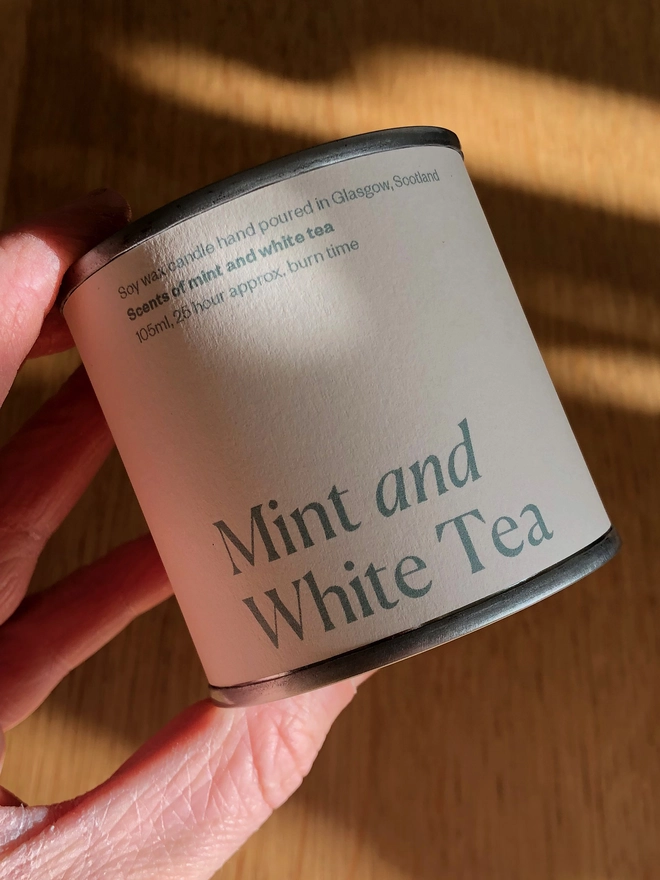 Soy wax candle hand poured in Glasgow, Scotland
Scents of mint and white tea
105ml, 25 hour approx. burn time
Mint and
White Tea